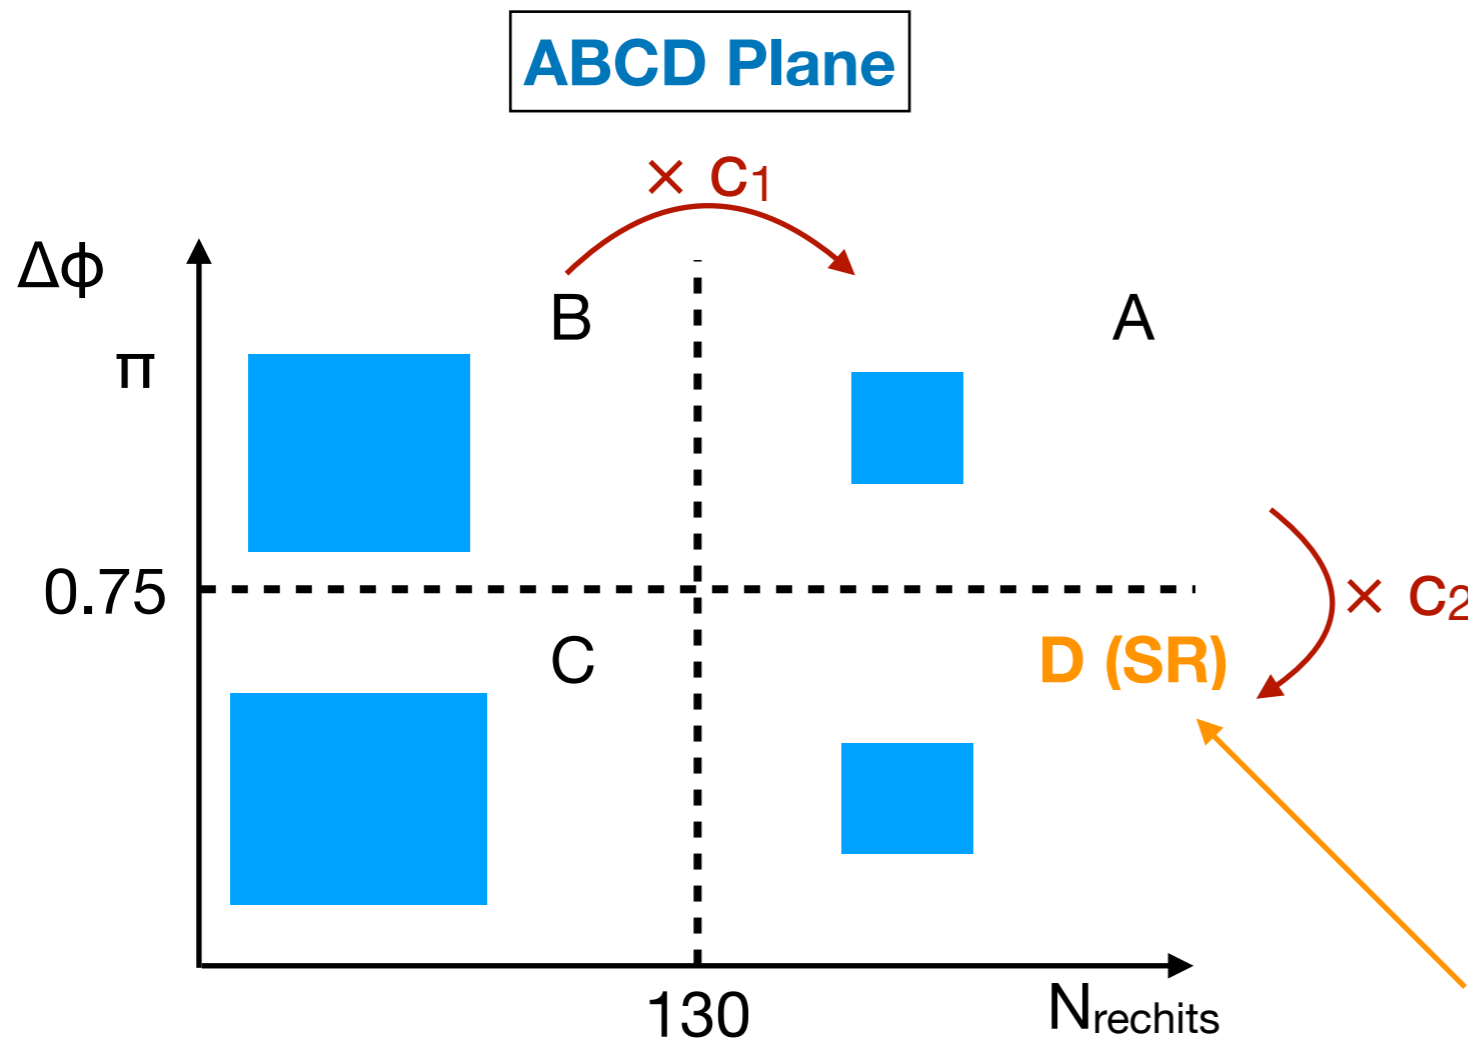 ABCD Plane
× c₁
Δϕ
B
A
π
0.75
× c₂
C
D (SR)
130
Nrechits